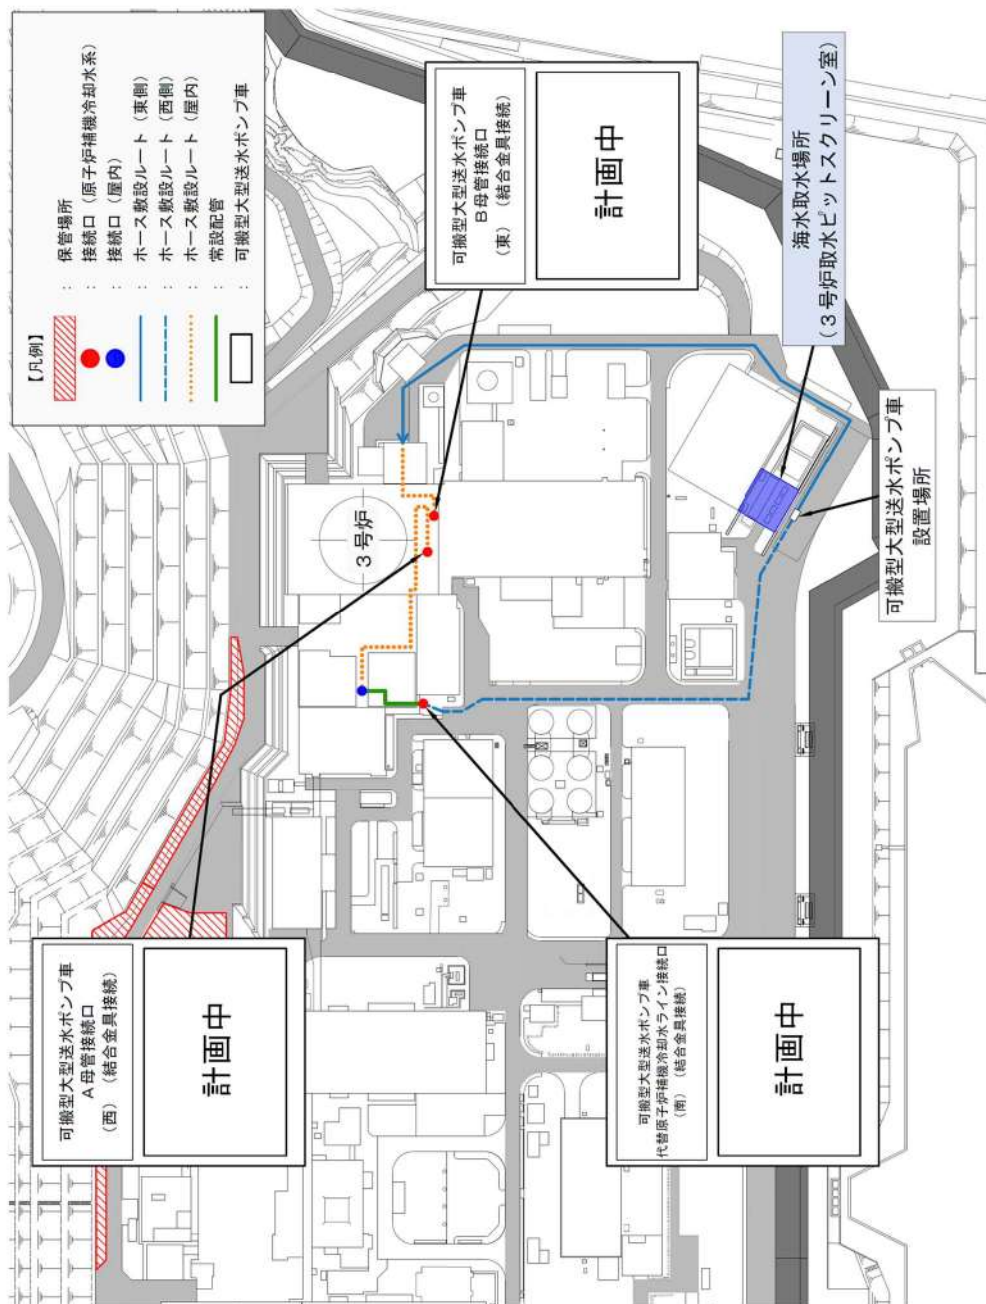 【凡例】
： 保管場所
： 接続口（原子炉補機冷却水系）
： 接続口（屋内）
： ホース敷設ルート（東側）
： ホース敷設ルート（西側）
： ホース敷設ルート（屋内）
： 常設配管
： 可搬型大型送水ポンプ車
可搬型大型送水ポンプ車
A母管接続口
（西）（結合金具接続）
計画中
可搬型大型送水ポンプ車
B母管接続口
（東）（結合金具接続）
計画中
3号炉
可搬型大型送水ポンプ車
代替原子炉補機冷却水ライン接続口
（南）（結合金具接続）
計画中
海水取水場所
（3号炉取水ピットスクリーン室）
可搬型大型送水ポンプ車
設置場所